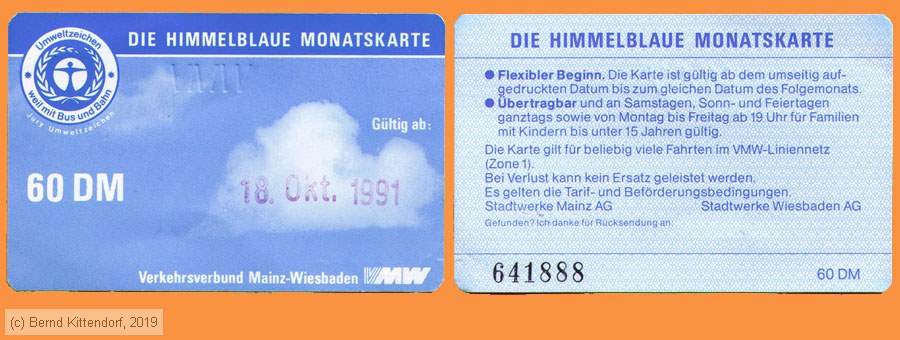 Umweltzeichen
weil mit Bus und Bahn
Jury Umweltzeichen
DIE HIMMELBLAUE MONATSKARTE
VMW
Gültig ab:
60 DM
18. Okt. 1991
Verkehrsverbund Mainz-Wiesbaden VMW
DIE HIMMELBLAUE MONATSKARTE
● Flexibler Beginn. Die Karte ist gültig ab dem umseitig auf-
gedruckten Datum bis zum gleichen Datum des Folgemonats.
● Übertragbar und an Samstagen, Sonn- und Feiertagen
ganztags sowie von Montag bis Freitag ab 19 Uhr für Familien
mit Kindern bis unter 15 Jahren gültig.
Die Karte gilt für beliebig viele Fahrten im VMW-Liniennetz
(Zone 1).
Bei Verlust kann kein Ersatz geleistet werden.
Es gelten die Tarif- und Beförderungsbedingungen.
Stadtwerke Mainz AG Stadtwerke Wiesbaden AG
Gefunden? Ich danke für Rücksendung an:
641888 60 DM
(c) Bernd Kittendorf, 2019